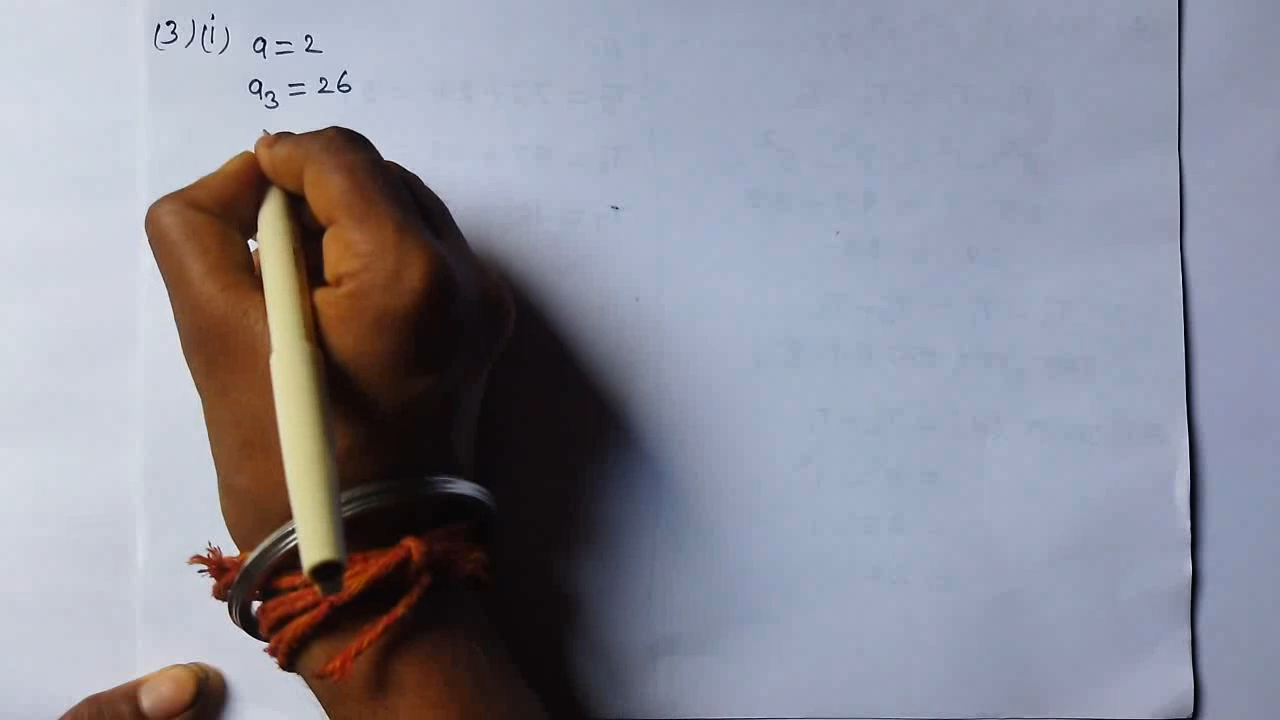 (3)(i) a = 2
a₃ = 26